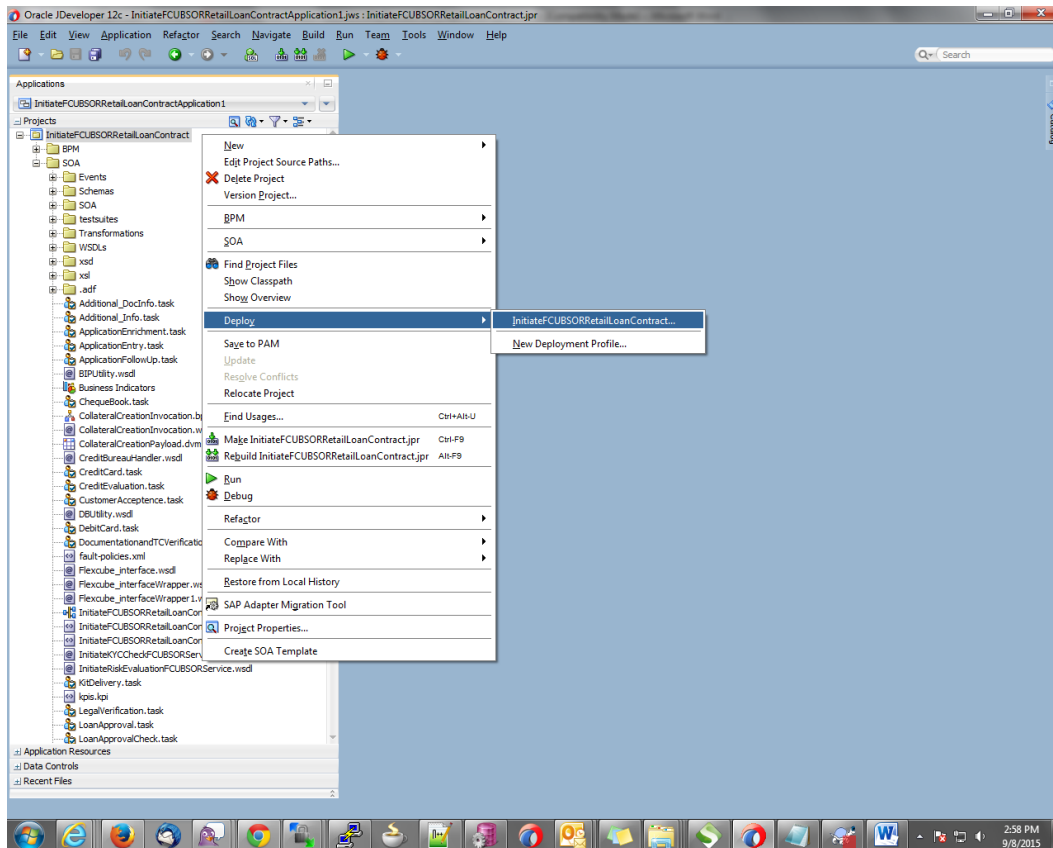 Oracle JDeveloper 12c - InitiateFCUBSORRetailLoanContractApplication1.jws : InitiateFCUBSORRetailLoanContract.jpr
File Edit View Application Refactor Search Navigate Build Run Team Tools Window Help
Search
Applications
InitiateFCUBSORRetailLoanContractApplication1
Projects
InitiateFCUBSORRetailLoanContract
BPM
SOA
Events
Schemas
SOA
testsuites
Transformations
WSDLs
xsd
xsl
.adf
Additional_DocInfo.task
Additional_Info.task
ApplicationEnrichment.task
ApplicationEntry.task
ApplicationFollowUp.task
BIPUtility.wsdl
Business Indicators
ChequeBook.task
CollateralCreationInvocation.bp
CollateralCreationInvocation.w
CollateralCreationPayload.dvm
CreditBureauHandler.wsdl
CreditCard.task
CreditEvaluation.task
CustomerAcceptence.task
DBUtility.wsdl
DebitCard.task
DocumentationandTCVerificatio
fault-policies.xml
Flexcube_interface.wsdl
Flexcube_interfaceWrapper.ws
Flexcube_interfaceWrapper1.w
InitiateFCUBSORRetailLoanCon
InitiateFCUBSORRetailLoanCon
InitiateFCUBSORRetailLoanCon
InitiateKYCCheckFCUBSORServ
InitiateRiskEvaluationFCUBSORService.wsdl
KitDelivery.task
kpis.kpi
LegalVerification.task
LoanApproval.task
LoanApprovalCheck.task
Application Resources
Data Controls
Recent Files
New
Edit Project Source Paths...
Delete Project
Version Project...
BPM
SOA
Find Project Files
Show Classpath
Show Overview
Deploy
Save to PAM
Update
Resolve Conflicts
Relocate Project
Find Usages... Ctrl+Alt-U
Make InitiateFCUBSORRetailLoanContract.jpr Ctrl-F9
Rebuild InitiateFCUBSORRetailLoanContract.jpr Alt-F9
Run
Debug
Refactor
Compare With
Replace With
Restore from Local History
SAP Adapter Migration Tool
Project Properties...
Create SOA Template
InitiateFCUBSORRetailLoanContract...
New Deployment Profile...
2:58 PM
9/8/2015